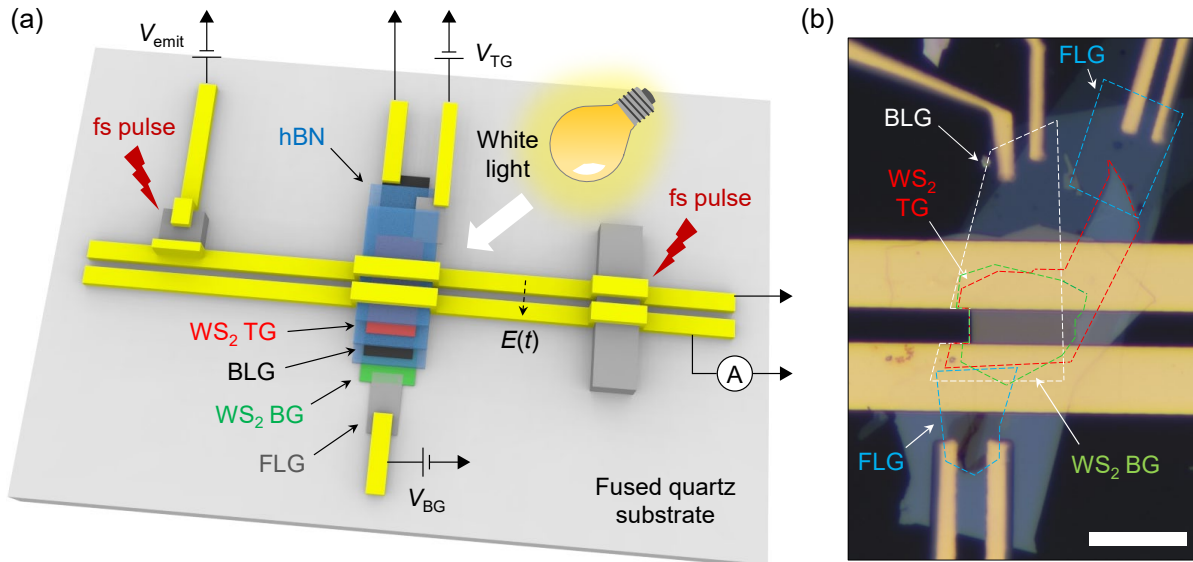 (a)
V_emit
V_TG
fs pulse
hBN
White
light
fs pulse
WS₂ TG
E(t)
BLG
A
WS₂ BG
FLG
V_BG
Fused quartz
substrate
(b)
FLG
BLG
WS₂
TG
FLG
WS₂ BG